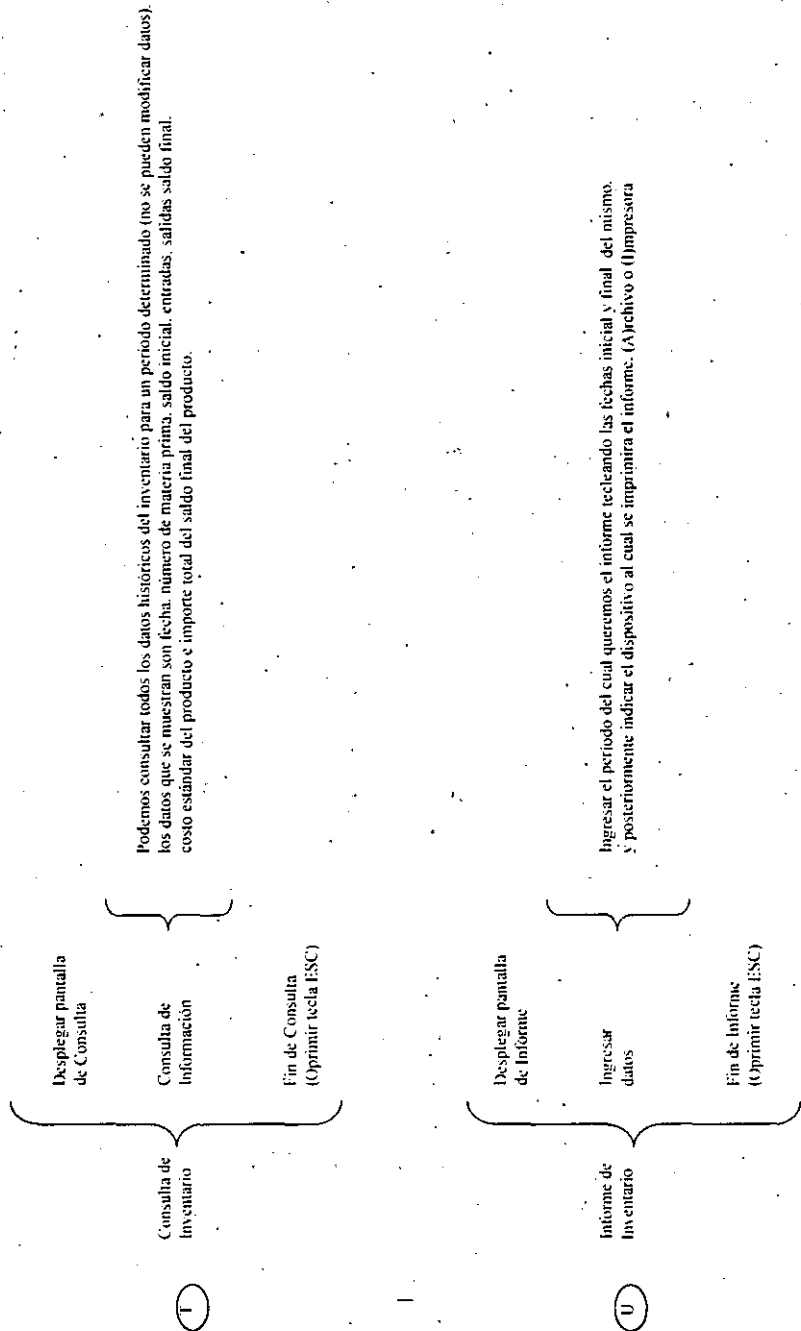 T
Consulta de
Inventario
Desplegar pantalla
de Consulta
Consulta de
Información
Fin de Consulta
(Oprimir tecla ESC)
Podemos consultar todos los datos históricos del inventario para un periodo determinado (no se pueden modificar datos).
los datos que se muestran son fecha, número de materia prima, saldo inicial, entradas, salidas saldo final,
costo estándar del producto e importe total del saldo final del producto.
U
Informe de
Inventario
Desplegar pantalla
de Informe
Ingresar
datos
Fin de Informe
(Oprimir tecla ESC)
Ingresar el periodo del cual queremos el informe tecleando las fechas inicial y final del mismo,
y posteriormente indicar el dispositivo al cual se imprimira el informe, (A)rchivo o (I)mpresora